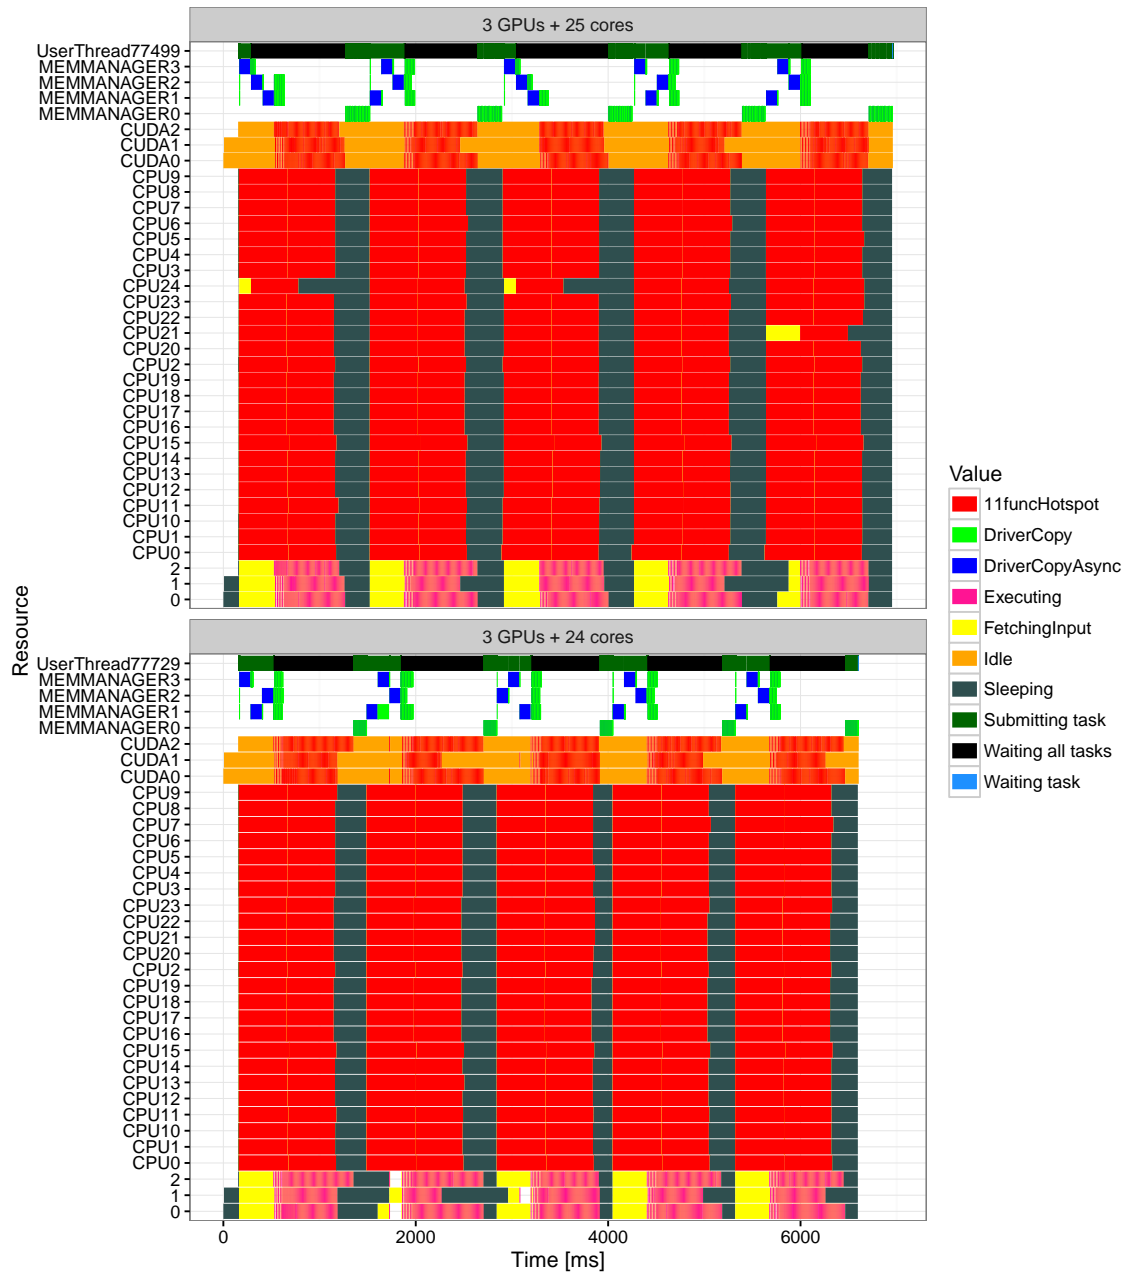 3 GPUs + 25 cores
UserThread77499
MEMMANAGER3
MEMMANAGER2
MEMMANAGER1
MEMMANAGER0
CUDA2
CUDA1
CUDA0
CPU9
CPU8
CPU7
CPU6
CPU5
CPU4
CPU3
CPU24
CPU23
CPU22
CPU21
CPU20
CPU2
CPU19
CPU18
CPU17
CPU16
CPU15
CPU14
CPU13
CPU12
CPU11
CPU10
CPU1
CPU0
2
1
0
Resource
3 GPUs + 24 cores
UserThread77729
MEMMANAGER3
MEMMANAGER2
MEMMANAGER1
MEMMANAGER0
CUDA2
CUDA1
CUDA0
CPU9
CPU8
CPU7
CPU6
CPU5
CPU4
CPU3
CPU23
CPU22
CPU21
CPU20
CPU2
CPU19
CPU18
CPU17
CPU16
CPU15
CPU14
CPU13
CPU12
CPU11
CPU10
CPU1
CPU0
2
1
0
0 2000 4000 6000
Time [ms]
Value
11funcHotspot
DriverCopy
DriverCopyAsync
Executing
FetchingInput
Idle
Sleeping
Submitting task
Waiting all tasks
Waiting task